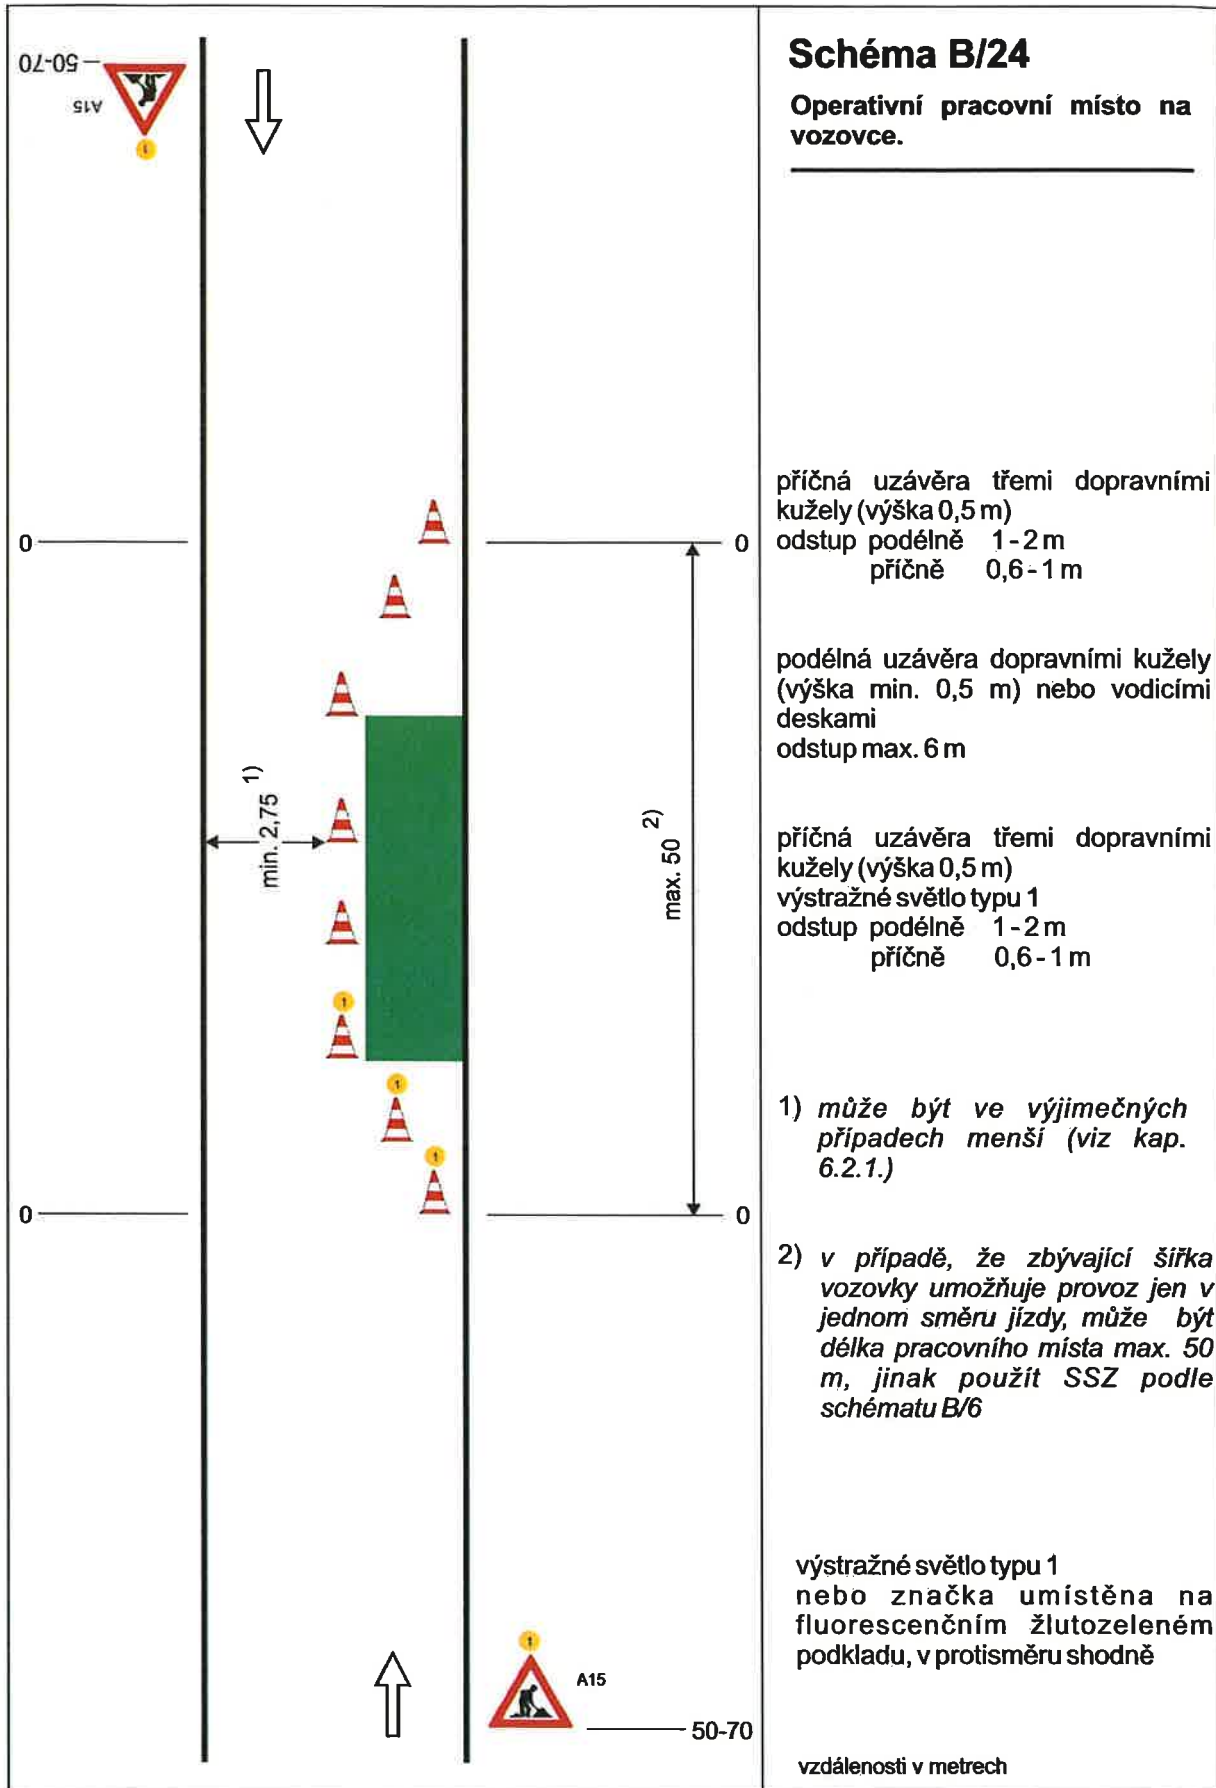 Schéma B/24
Operativní pracovní místo na
vozovce.
50-70
A15
1
0
0
příčná uzávěra třemi dopravními
kužely (výška 0,5 m)
odstup podélně 1-2 m
příčně 0,6-1 m
podélná uzávěra dopravními kužely
(výška min. 0,5 m) nebo vodicími
deskami
odstup max. 6 m
min. 2,75 1)
max. 50 2)
příčná uzávěra třemi dopravními
kužely (výška 0,5 m)
výstražné světlo typu 1
odstup podélně 1-2 m
příčně 0,6-1 m
1
1
1
0
0
1) může být ve výjimečných
případech menší (viz kap.
6.2.1.)
2) v případě, že zbývající šířka
vozovky umožňuje provoz jen v
jednom směru jízdy, může být
délka pracovního místa max. 50
m, jinak použít SSZ podle
schématu B/6
výstražné světlo typu 1
nebo značka umístěna na
fluorescenčním žlutozeleném
podkladu, v protisměru shodně
1
A15
50-70
vzdálenosti v metrech